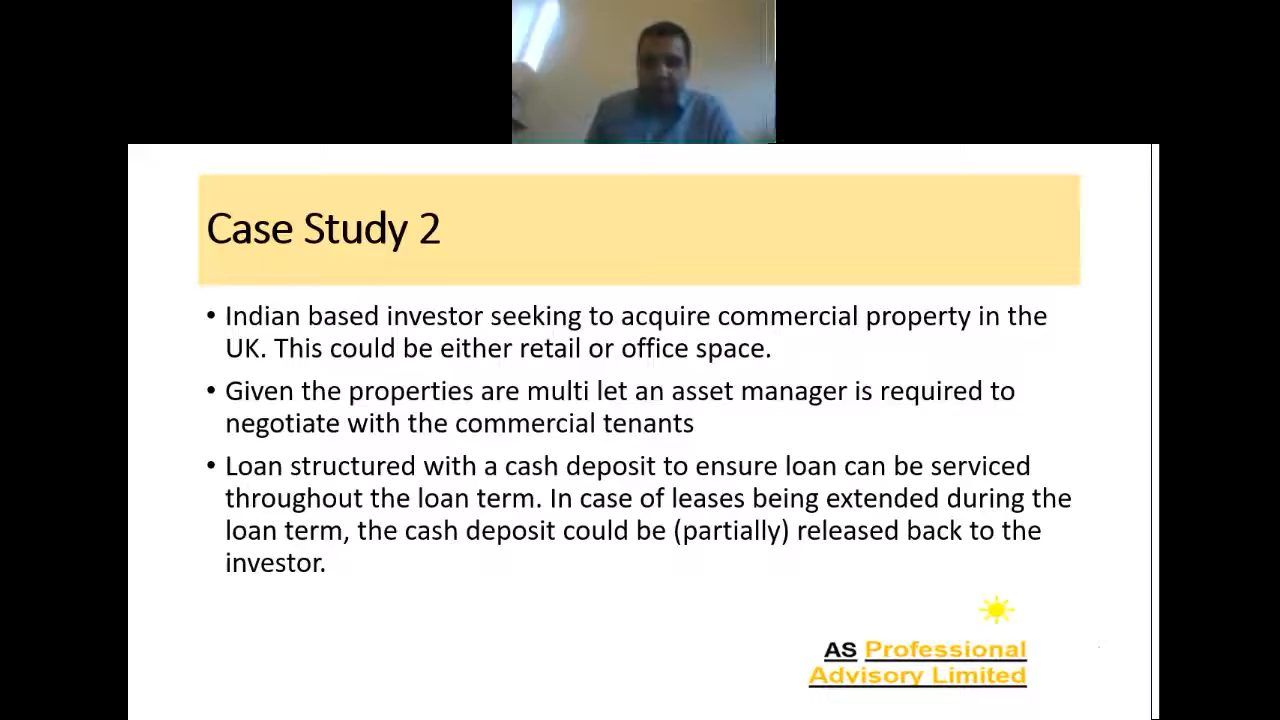 Case Study 2
• Indian based investor seeking to acquire commercial property in the
UK. This could be either retail or office space.
• Given the properties are multi let an asset manager is required to
negotiate with the commercial tenants
• Loan structured with a cash deposit to ensure loan can be serviced
throughout the loan term. In case of leases being extended during the
loan term, the cash deposit could be (partially) released back to the
investor.
AS Professional
Advisory Limited